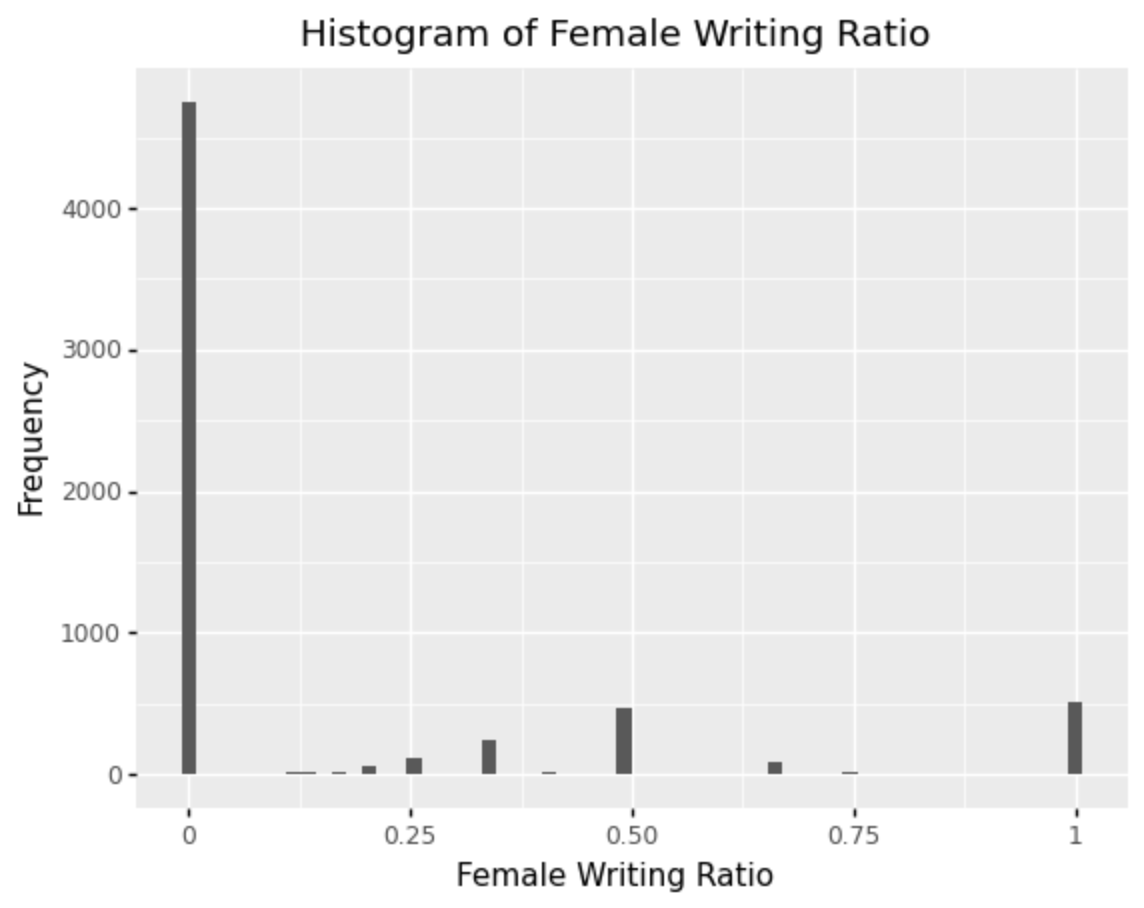 Histogram of Female Writing Ratio
Frequency
4000
3000
2000
1000
0
0 0.25 0.50 0.75 1
Female Writing Ratio